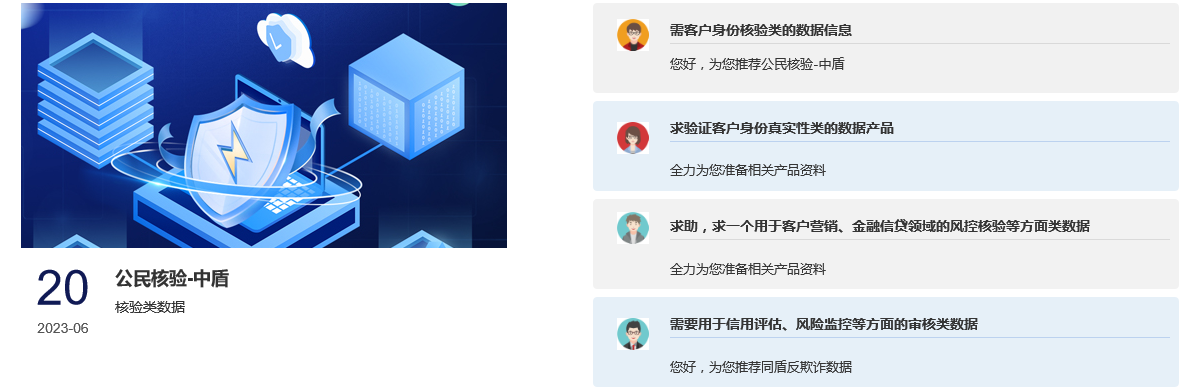 20
2023-06
公民核验-中盾
核验类数据
需客户身份核验类的数据信息
您好，为您推荐公民核验-中盾
求验证客户身份真实性类的数据产品
全力为您准备相关产品资料
求助，求一个用于客户营销、金融信贷领域的风控核验等方面类数据
全力为您准备相关产品资料
需要用于信用评估、风险监控等方面的审核类数据
您好，为您推荐同盾反欺诈数据